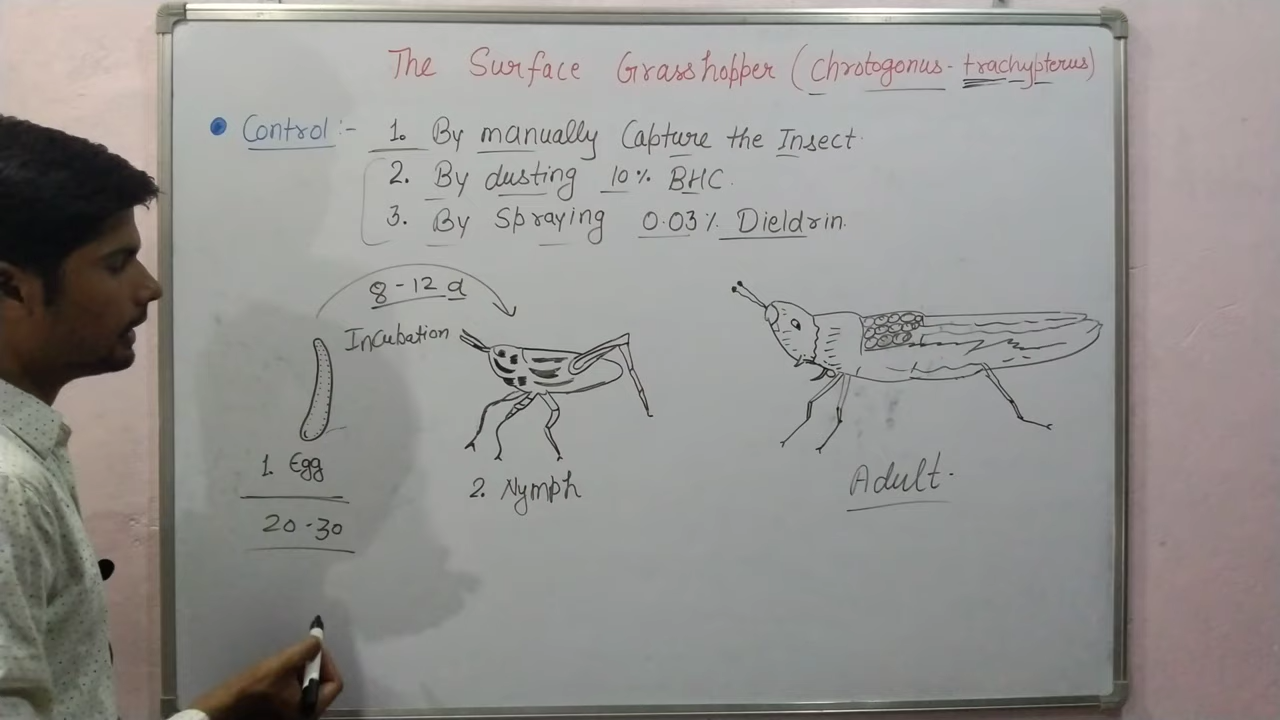 The Surface Grasshopper (Chrotogonus-trachypterus)
Control :- 1. By manually Capture the Insect.
2. By dusting 10% BHC.
3. By Spraying 0.03% Dieldrin.
8-12 d
Incubation
1. Egg
20-30
2. Nymph
Adult.